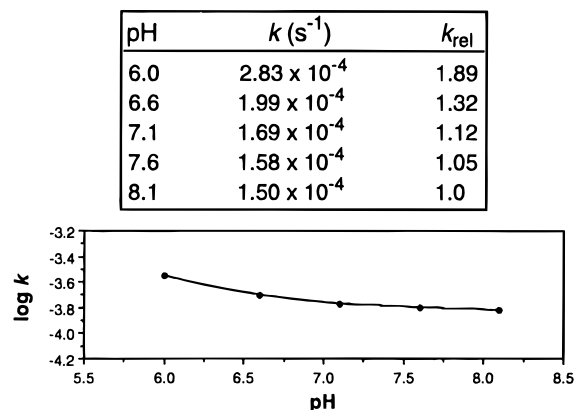 pH k (s⁻¹) k_rel
6.0 2.83 x 10⁻⁴ 1.89
6.6 1.99 x 10⁻⁴ 1.32
7.1 1.69 x 10⁻⁴ 1.12
7.6 1.58 x 10⁻⁴ 1.05
8.1 1.50 x 10⁻⁴ 1.0
-3.2
-3.4
-3.6
-3.8
-4.0
-4.2
log k
5.5 6.0 6.5 7.0 7.5 8.0 8.5
pH